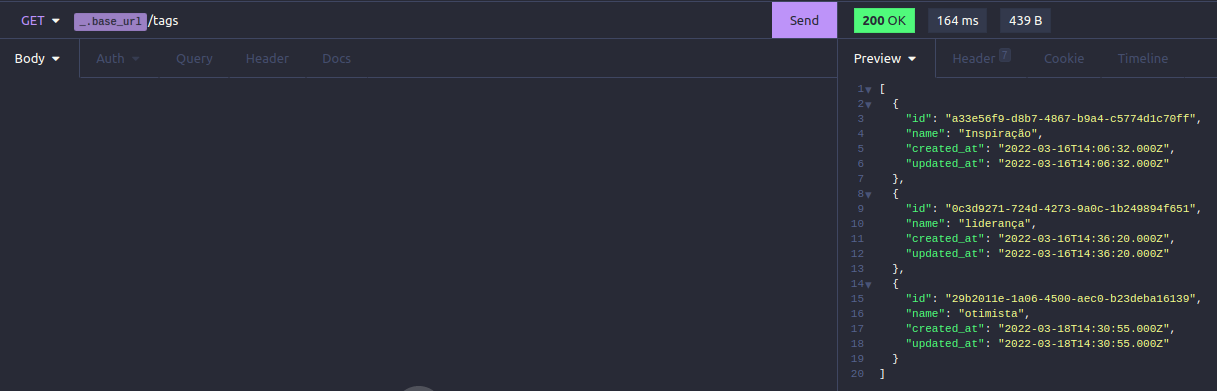 GET _.base_url/tags Send 200 OK 164 ms 439 B
Body Auth Query Header Docs Preview Header 7 Cookie Timeline
1 [
2 {
3 "id": "a33e56f9-d8b7-4867-b9a4-c5774d1c70ff",
4 "name": "Inspiração",
5 "created_at": "2022-03-16T14:06:32.000Z",
6 "updated_at": "2022-03-16T14:06:32.000Z"
7 },
8 {
9 "id": "0c3d9271-724d-4273-9a0c-1b249894f651",
10 "name": "liderança",
11 "created_at": "2022-03-16T14:36:20.000Z",
12 "updated_at": "2022-03-16T14:36:20.000Z"
13 },
14 {
15 "id": "29b2011e-1a06-4500-aec0-b23deba16139",
16 "name": "otimista",
17 "created_at": "2022-03-18T14:30:55.000Z",
18 "updated_at": "2022-03-18T14:30:55.000Z"
19 }
20 ]